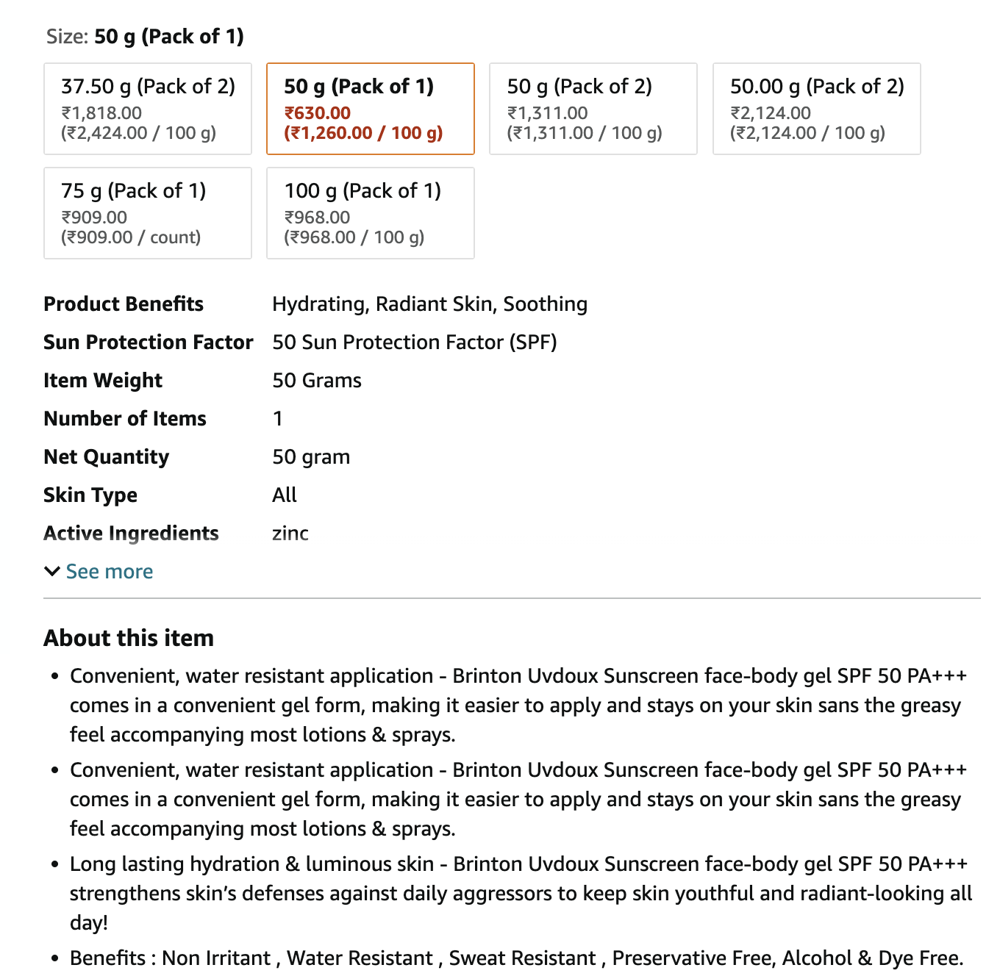 Size: 50 g (Pack of 1)
37.50 g (Pack of 2)
₹1,818.00
(₹2,424.00 / 100 g)
50 g (Pack of 1)
₹630.00
(₹1,260.00 / 100 g)
50 g (Pack of 2)
₹1,311.00
(₹1,311.00 / 100 g)
50.00 g (Pack of 2)
₹2,124.00
(₹2,124.00 / 100 g)
75 g (Pack of 1)
₹909.00
(₹909.00 / count)
100 g (Pack of 1)
₹968.00
(₹968.00 / 100 g)
Product Benefits Hydrating, Radiant Skin, Soothing
Sun Protection Factor 50 Sun Protection Factor (SPF)
Item Weight 50 Grams
Number of Items 1
Net Quantity 50 gram
Skin Type All
Active Ingredients zinc
See more
About this item
• Convenient, water resistant application - Brinton Uvdoux Sunscreen face-body gel SPF 50 PA+++
comes in a convenient gel form, making it easier to apply and stays on your skin sans the greasy
feel accompanying most lotions & sprays.
• Convenient, water resistant application - Brinton Uvdoux Sunscreen face-body gel SPF 50 PA+++
comes in a convenient gel form, making it easier to apply and stays on your skin sans the greasy
feel accompanying most lotions & sprays.
• Long lasting hydration & luminous skin - Brinton Uvdoux Sunscreen face-body gel SPF 50 PA+++
strengthens skin’s defenses against daily aggressors to keep skin youthful and radiant-looking all
day!
• Benefits : Non Irritant , Water Resistant , Sweat Resistant , Preservative Free, Alcohol & Dye Free.